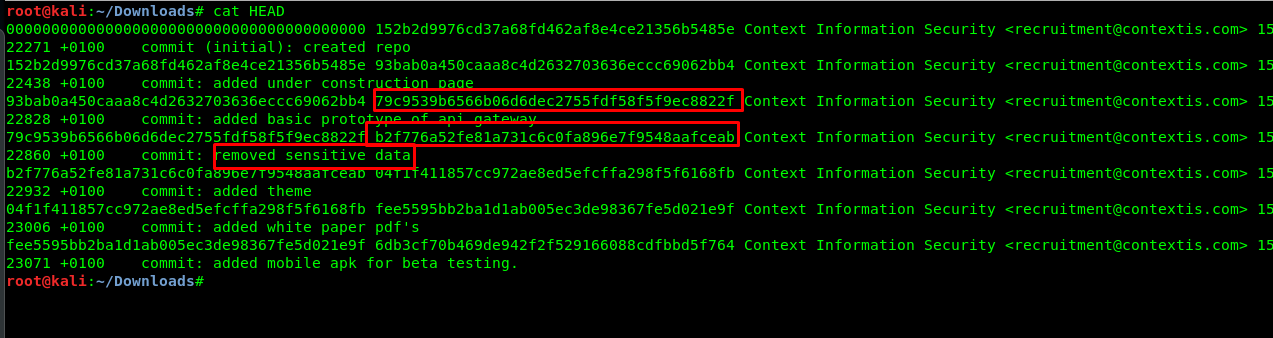 root@kali:~/Downloads# cat HEAD
0000000000000000000000000000000000000000 152b2d9976cd37a68fd462af8e4ce21356b5485e Context Information Security <recruitment@contextis.com> 15
22271 +0100    commit (initial): created repo
152b2d9976cd37a68fd462af8e4ce21356b5485e 93bab0a450caaa8c4d2632703636eccc69062bb4 Context Information Security <recruitment@contextis.com> 15
22438 +0100    commit: added under construction page
93bab0a450caaa8c4d2632703636eccc69062bb4 79c9539b6566b06d6dec2755fdf58f5f9ec8822f Context Information Security <recruitment@contextis.com> 15
22828 +0100    commit: added basic prototype of api gateway
79c9539b6566b06d6dec2755fdf58f5f9ec8822f b2f776a52fe81a731c6c0fa896e7f9548aafceab Context Information Security <recruitment@contextis.com> 15
22860 +0100    commit: removed sensitive data
b2f776a52fe81a731c6c0fa896e7f9548aafceab 04f1f411857cc972ae8ed5efcffa298f5f6168fb Context Information Security <recruitment@contextis.com> 15
22932 +0100    commit: added theme
04f1f411857cc972ae8ed5efcffa298f5f6168fb fee5595bb2ba1d1ab005ec3de98367fe5d021e9f Context Information Security <recruitment@contextis.com> 15
23006 +0100    commit: added white paper pdf's
fee5595bb2ba1d1ab005ec3de98367fe5d021e9f 6db3cf70b469de942f2f529166088cdfbbd5f764 Context Information Security <recruitment@contextis.com> 15
23071 +0100    commit: added mobile apk for beta testing.
root@kali:~/Downloads#